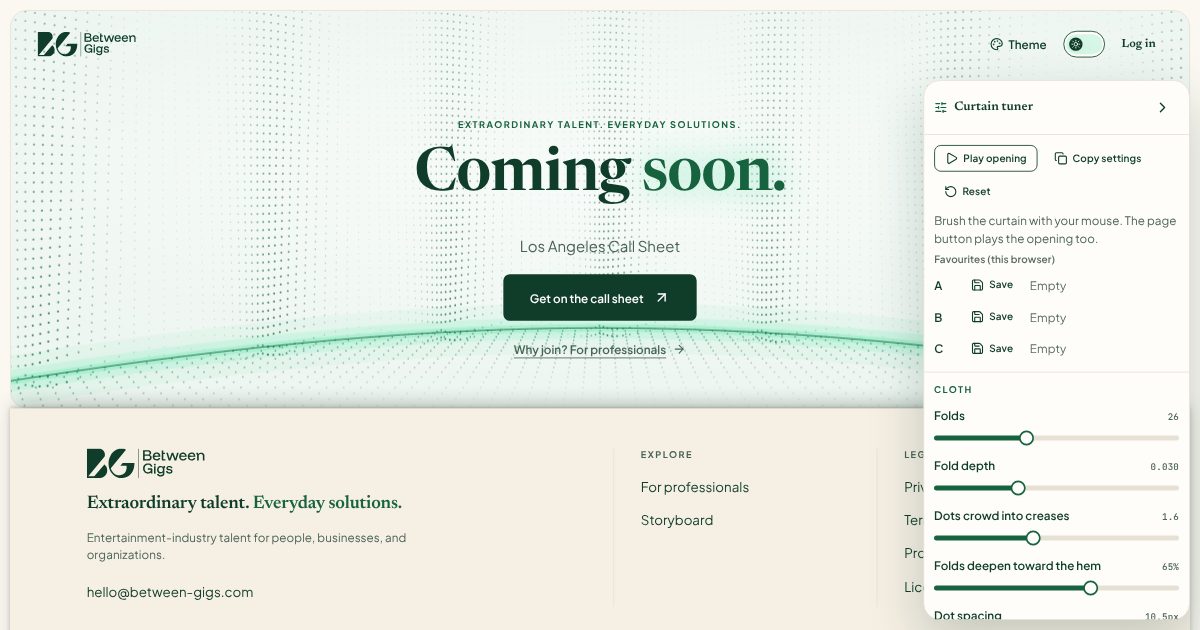 Between
Gigs
Theme
Log in
EXTRAORDINARY TALENT. EVERYDAY SOLUTIONS.
Coming soon.
Los Angeles Call Sheet
Get on the call sheet
Why join? For professionals
Curtain tuner
Play opening
Copy settings
Reset
Brush the curtain with your mouse. The page
button plays the opening too.
Favourites (this browser)
A Save Empty
B Save Empty
C Save Empty
CLOTH
Folds 26
Fold depth 0.030
Dots crowd into creases 1.6
Folds deepen toward the hem 65%
Dot spacing 10.5px
Between
Gigs
Extraordinary talent. Everyday solutions.
Entertainment-industry talent for people, businesses, and
organizations.
hello@between-gigs.com
EXPLORE
For professionals
Storyboard